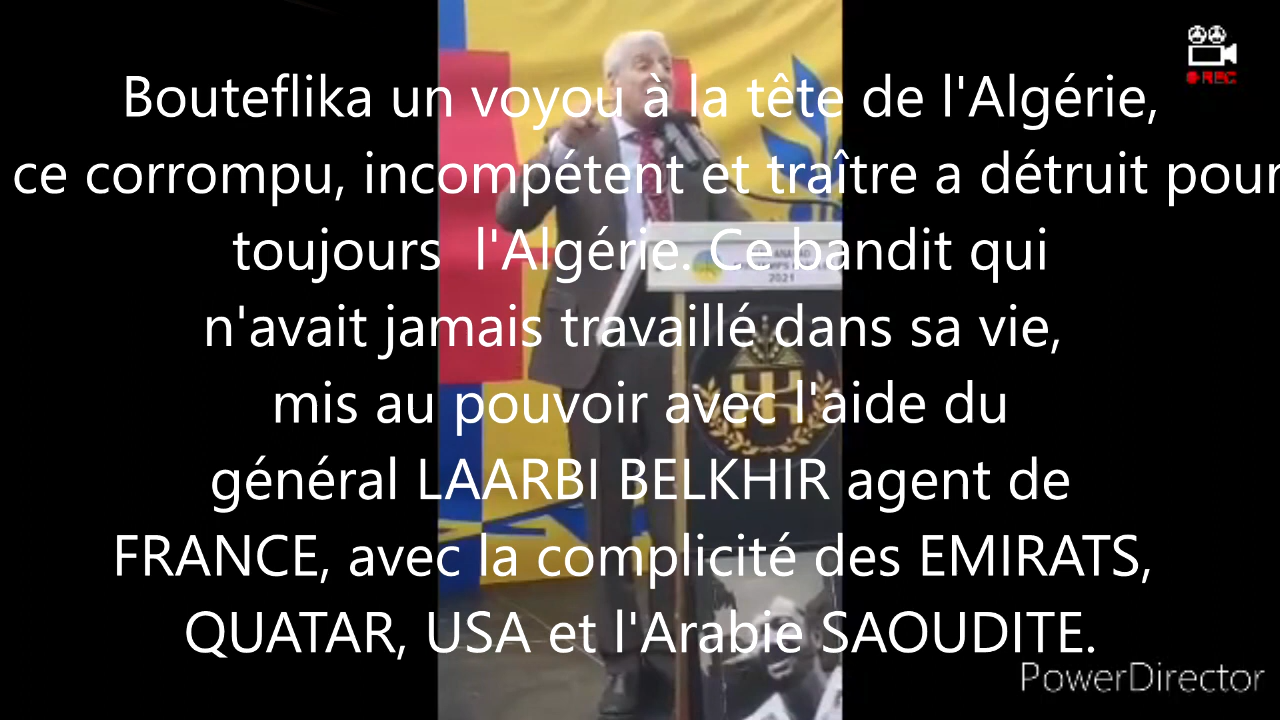 REC
Bouteflika un voyou à la tête de l'Algérie,
ce corrompu, incompétent et traître a détruit pour
toujours l'Algérie. Ce bandit qui
2021
n'avait jamais travaillé dans sa vie,
mis au pouvoir avec l'aide du
général LAARBI BELKHIR agent de
FRANCE, avec la complicité des EMIRATS,
QUATAR, USA et l'Arabie SAOUDITE.
PowerDirector